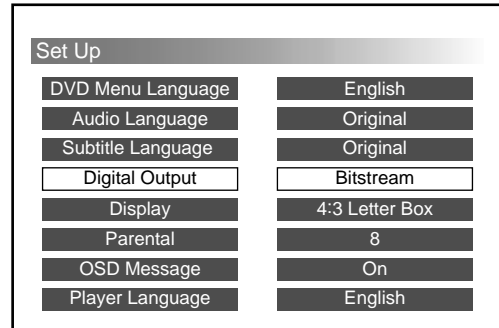 Set Up
DVD Menu Language English
Audio Language Original
Subtitle Language Original
Digital Output Bitstream
Display 4:3 Letter Box
Parental 8
OSD Message On
Player Language English